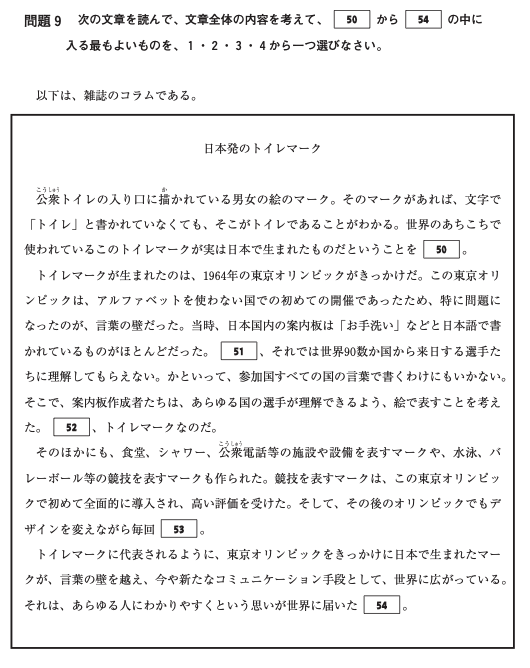 問題9 次の文章を読んで、文章全体の内容を考えて、 50 から 54 の中に
入る最もよいものを、1・2・3・4から一つ選びなさい。
以下は、雑誌のコラムである。
日本発のトイレマーク
こうしゅう か
公衆トイレの入り口に描かれている男女の絵のマーク。そのマークがあれば、文字で
「トイレ」と書かれていなくても、そこがトイレであることがわかる。世界のあちこちで
使われているこのトイレマークが実は日本で生まれたものだということを 50 。
トイレマークが生まれたのは、1964年の東京オリンピックがきっかけだ。この東京オリ
ンピックは、アルファベットを使わない国での初めての開催であったため、特に問題に
なったのが、言葉の壁だった。当時、日本国内の案内板は「お手洗い」などと日本語で書
かれているものがほとんどだった。 51 、それでは世界90数か国から来日する選手た
ちに理解してもらえない。かといって、参加国すべての国の言葉で書くわけにもいかない。
そこで、案内板作成者たちは、あらゆる国の選手が理解できるよう、絵で表すことを考え
た。 52 、トイレマークなのだ。
こうしゅう
そのほかにも、食堂、シャワー、公衆電話等の施設や設備を表すマークや、水泳、バ
レーボール等の競技を表すマークも作られた。競技を表すマークは、この東京オリンピッ
クで初めて全面的に導入され、高い評価を受けた。そして、その後のオリンピックでもデ
ザインを変えながら毎回 53 。
トイレマークに代表されるように、東京オリンピックをきっかけに日本で生まれたマー
クが、言葉の壁を越え、今や新たなコミュニケーション手段として、世界に広がっている。
それは、あらゆる人にわかりやすくという思いが世界に届いた 54 。